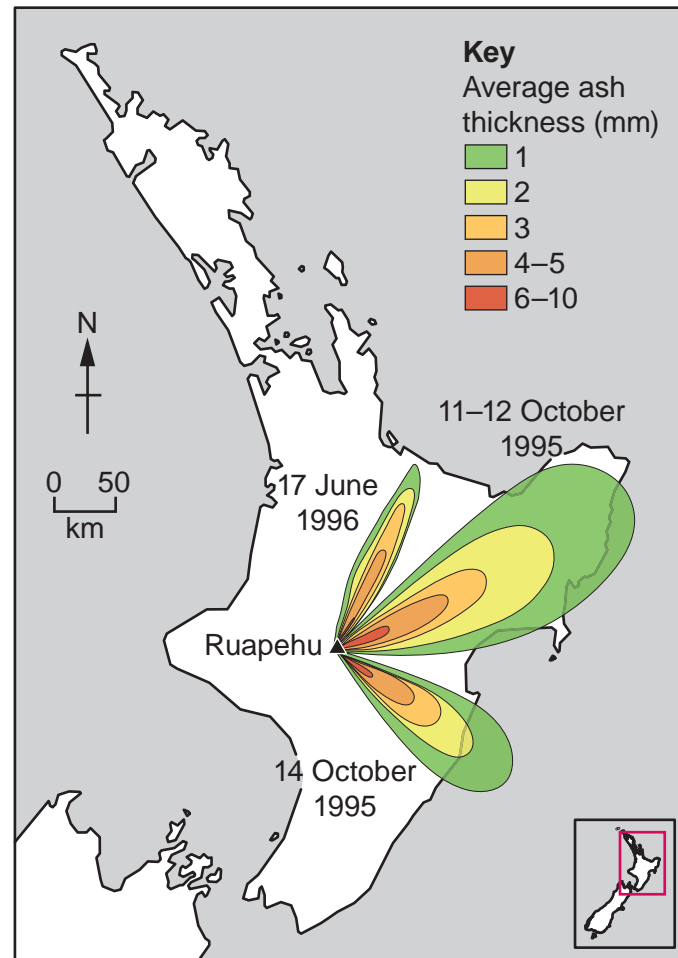 Key
Average ash
thickness (mm)
1
2
3
4–5
6–10
N
0 50
km
11–12 October
1995
17 June
1996
Ruapehu
14 October
1995